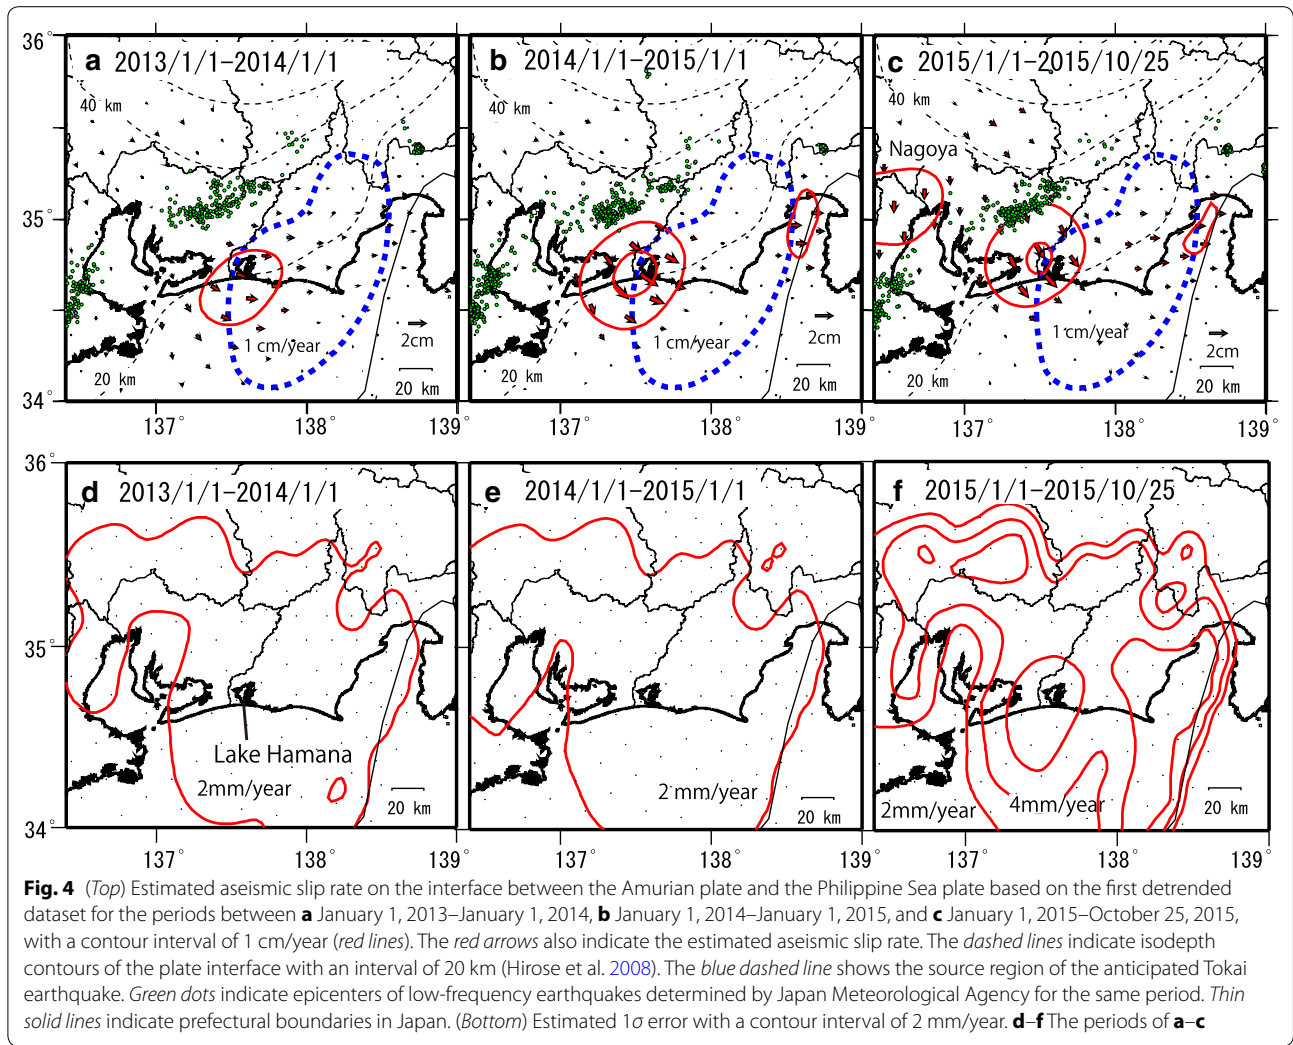 36°
a 2013/1/1-2014/1/1
b 2014/1/1-2015/1/1
c 2015/1/1-2015/10/25
40 km
40 km
40 km
Nagoya
35°
1 cm/year
1 cm/year
1 cm/year
2cm
2cm
2cm
20 km
20 km
20 km
20 km
20 km
20 km
34°
137° 138° 139°
137° 138° 139°
137° 138° 139°
36°
d 2013/1/1-2014/1/1
e 2014/1/1-2015/1/1
f 2015/1/1-2015/10/25
35°
Lake Hamana
2mm/year
2 mm/year
2mm/year
4mm/year
20 km
20 km
20 km
34°
137° 138° 139°
137° 138° 139°
137° 138° 139°
Fig. 4 (Top) Estimated aseismic slip rate on the interface between the Amurian plate and the Philippine Sea plate based on the first detrended
dataset for the periods between a January 1, 2013–January 1, 2014, b January 1, 2014–January 1, 2015, and c January 1, 2015–October 25, 2015,
with a contour interval of 1 cm/year (red lines). The red arrows also indicate the estimated aseismic slip rate. The dashed lines indicate isodepth
contours of the plate interface with an interval of 20 km (Hirose et al. 2008). The blue dashed line shows the source region of the anticipated Tokai
earthquake. Green dots indicate epicenters of low-frequency earthquakes determined by Japan Meteorological Agency for the same period. Thin
solid lines indicate prefectural boundaries in Japan. (Bottom) Estimated 1σ error with a contour interval of 2 mm/year. d–f The periods of a–c